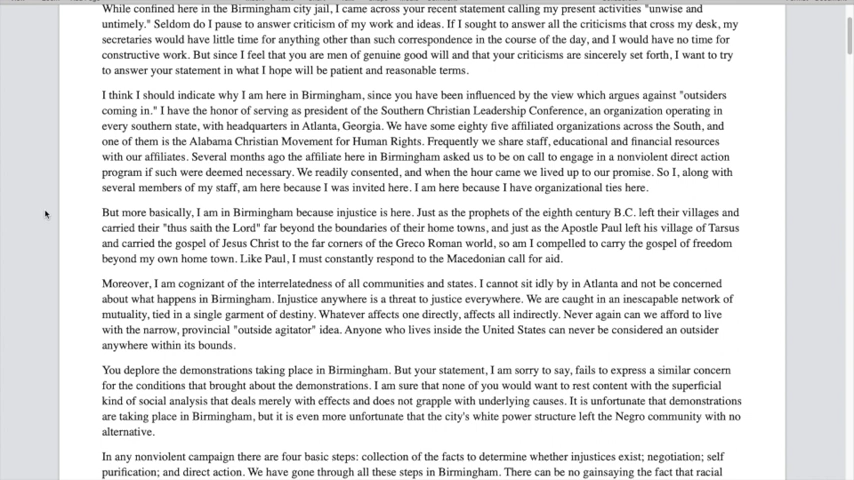 While confined here in the Birmingham city jail, I came across your recent statement calling my present activities "unwise and
untimely." Seldom do I pause to answer criticism of my work and ideas. If I sought to answer all the criticisms that cross my desk, my
secretaries would have little time for anything other than such correspondence in the course of the day, and I would have no time for
constructive work. But since I feel that you are men of genuine good will and that your criticisms are sincerely set forth, I want to try
to answer your statement in what I hope will be patient and reasonable terms.
I think I should indicate why I am here in Birmingham, since you have been influenced by the view which argues against "outsiders
coming in." I have the honor of serving as president of the Southern Christian Leadership Conference, an organization operating in
every southern state, with headquarters in Atlanta, Georgia. We have some eighty five affiliated organizations across the South, and
one of them is the Alabama Christian Movement for Human Rights. Frequently we share staff, educational and financial resources
with our affiliates. Several months ago the affiliate here in Birmingham asked us to be on call to engage in a nonviolent direct action
program if such were deemed necessary. We readily consented, and when the hour came we lived up to our promise. So I, along with
several members of my staff, am here because I was invited here. I am here because I have organizational ties here.
But more basically, I am in Birmingham because injustice is here. Just as the prophets of the eighth century B.C. left their villages and
carried their "thus saith the Lord" far beyond the boundaries of their home towns, and just as the Apostle Paul left his village of Tarsus
and carried the gospel of Jesus Christ to the far corners of the Greco Roman world, so am I compelled to carry the gospel of freedom
beyond my own home town. Like Paul, I must constantly respond to the Macedonian call for aid.
Moreover, I am cognizant of the interrelatedness of all communities and states. I cannot sit idly by in Atlanta and not be concerned
about what happens in Birmingham. Injustice anywhere is a threat to justice everywhere. We are caught in an inescapable network of
mutuality, tied in a single garment of destiny. Whatever affects one directly, affects all indirectly. Never again can we afford to live
with the narrow, provincial "outside agitator" idea. Anyone who lives inside the United States can never be considered an outsider
anywhere within its bounds.
You deplore the demonstrations taking place in Birmingham. But your statement, I am sorry to say, fails to express a similar concern
for the conditions that brought about the demonstrations. I am sure that none of you would want to rest content with the superficial
kind of social analysis that deals merely with effects and does not grapple with underlying causes. It is unfortunate that demonstrations
are taking place in Birmingham, but it is even more unfortunate that the city's white power structure left the Negro community with no
alternative.
In any nonviolent campaign there are four basic steps: collection of the facts to determine whether injustices exist; negotiation; self
purification; and direct action. We have gone through all these steps in Birmingham. There can be no gainsaying the fact that racial